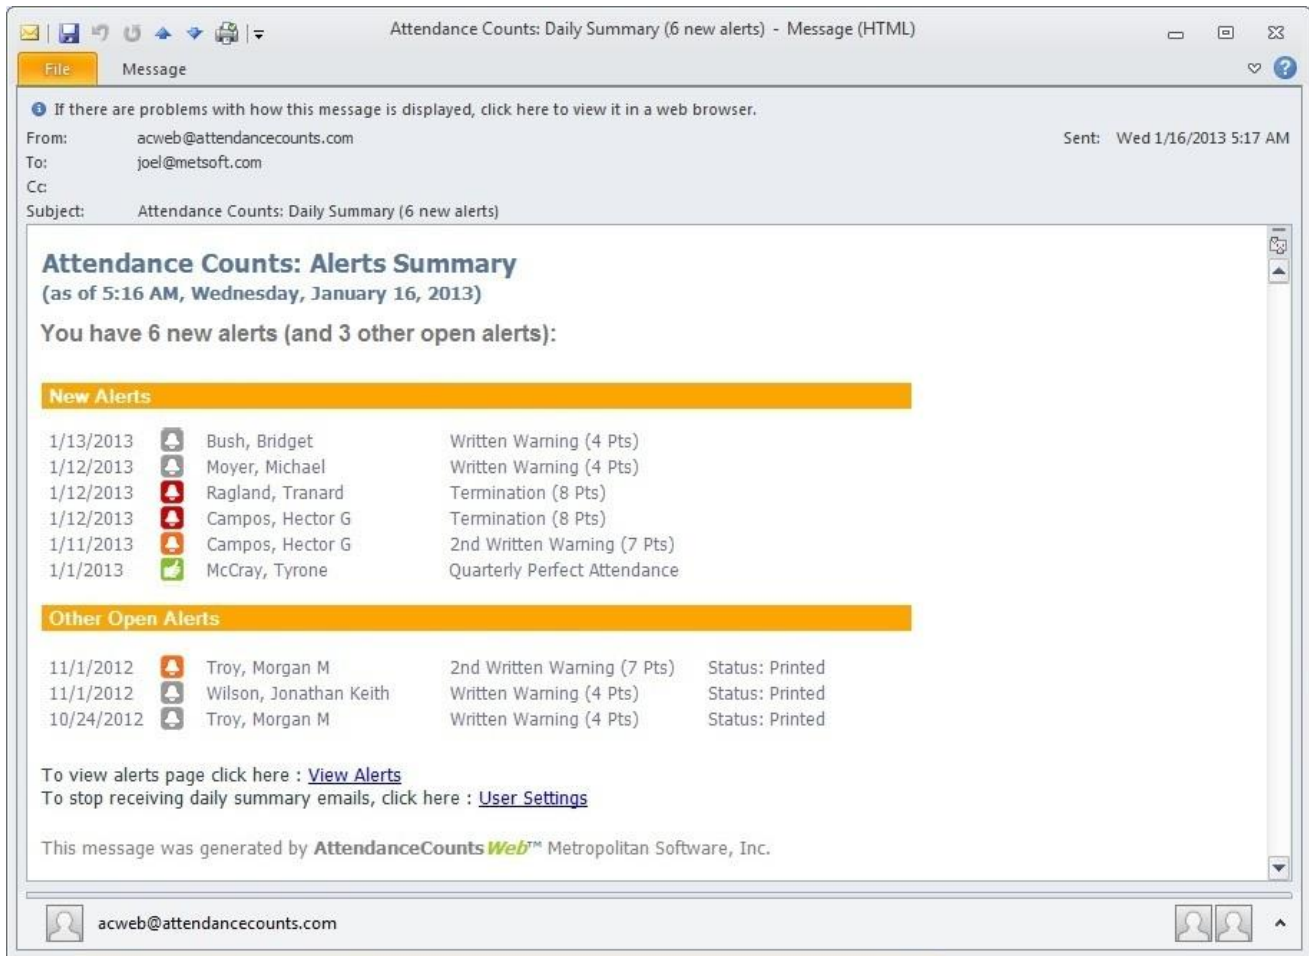 Attendance Counts: Daily Summary (6 new alerts) - Message (HTML)
File Message
If there are problems with how this message is displayed, click here to view it in a web browser.
From: acweb@attendancecounts.com Sent: Wed 1/16/2013 5:17 AM
To: joel@metsoft.com
Cc:
Subject: Attendance Counts: Daily Summary (6 new alerts)
Attendance Counts: Alerts Summary
(as of 5:16 AM, Wednesday, January 16, 2013)
You have 6 new alerts (and 3 other open alerts):
New Alerts
1/13/2013 Bush, Bridget Written Warning (4 Pts)
1/12/2013 Moyer, Michael Written Warning (4 Pts)
1/12/2013 Ragland, Tranard Termination (8 Pts)
1/12/2013 Campos, Hector G Termination (8 Pts)
1/11/2013 Campos, Hector G 2nd Written Warning (7 Pts)
1/1/2013 McCray, Tyrone Quarterly Perfect Attendance
Other Open Alerts
11/1/2012 Troy, Morgan M 2nd Written Warning (7 Pts) Status: Printed
11/1/2012 Wilson, Jonathan Keith Written Warning (4 Pts) Status: Printed
10/24/2012 Troy, Morgan M Written Warning (4 Pts) Status: Printed
To view alerts page click here : View Alerts
To stop receiving daily summary emails, click here : User Settings
This message was generated by AttendanceCountsWeb™ Metropolitan Software, Inc.
acweb@attendancecounts.com